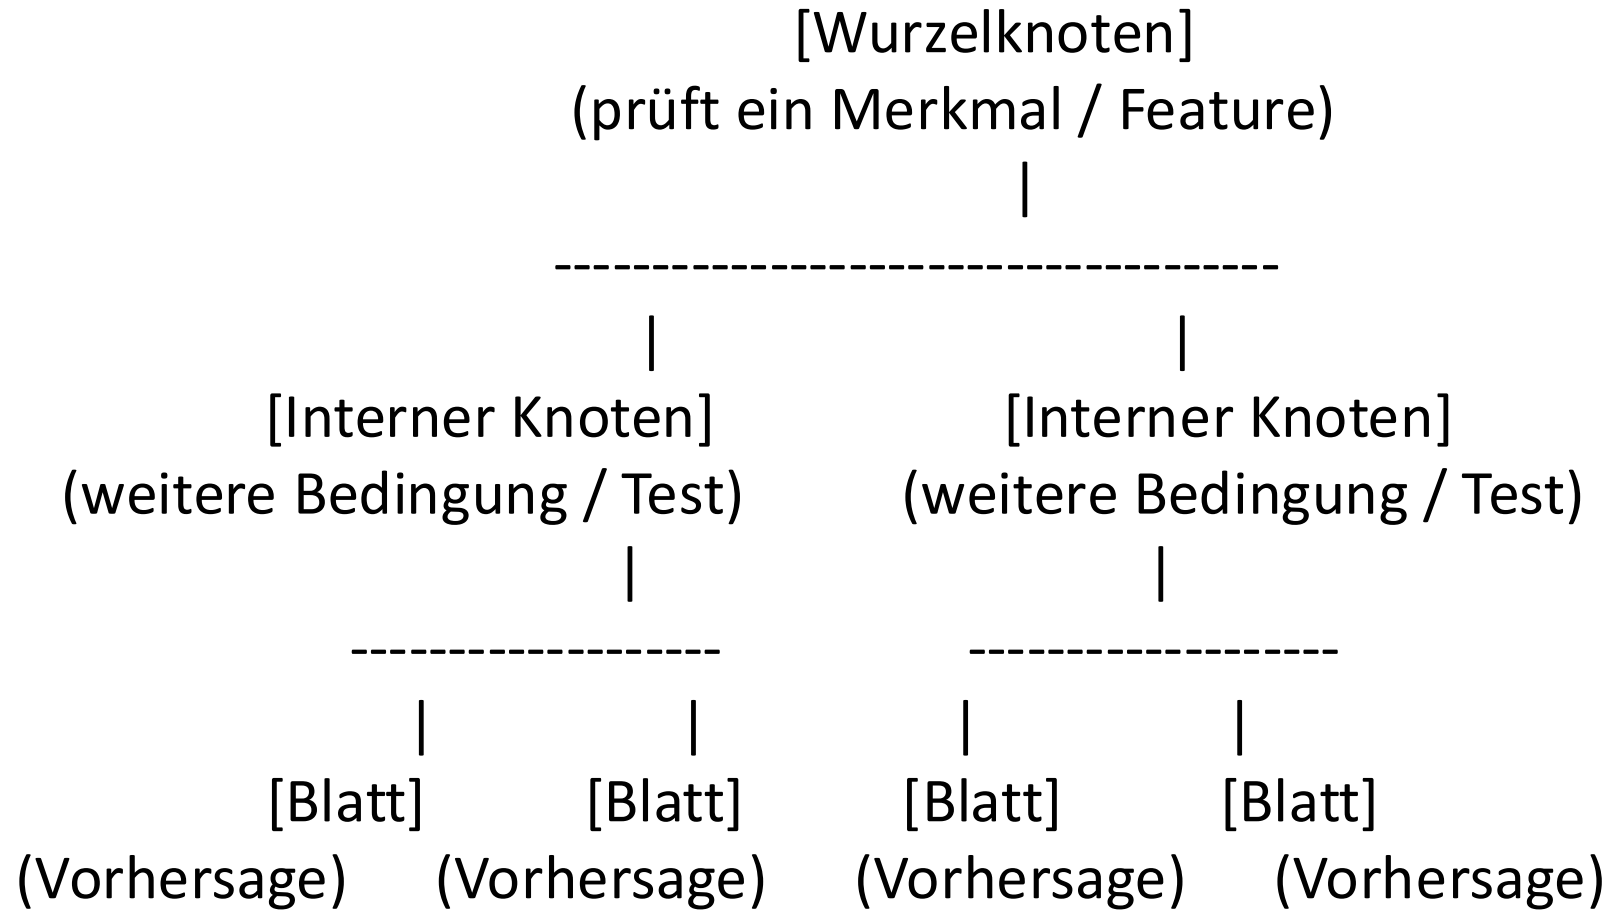 [Wurzelknoten]
(prüft ein Merkmal / Feature)
|
-------------------------------------
| |
[Interner Knoten] [Interner Knoten]
(weitere Bedingung / Test) (weitere Bedingung / Test)
| |
------------------- -------------------
| | | |
[Blatt] [Blatt] [Blatt] [Blatt]
(Vorhersage) (Vorhersage) (Vorhersage) (Vorhersage)